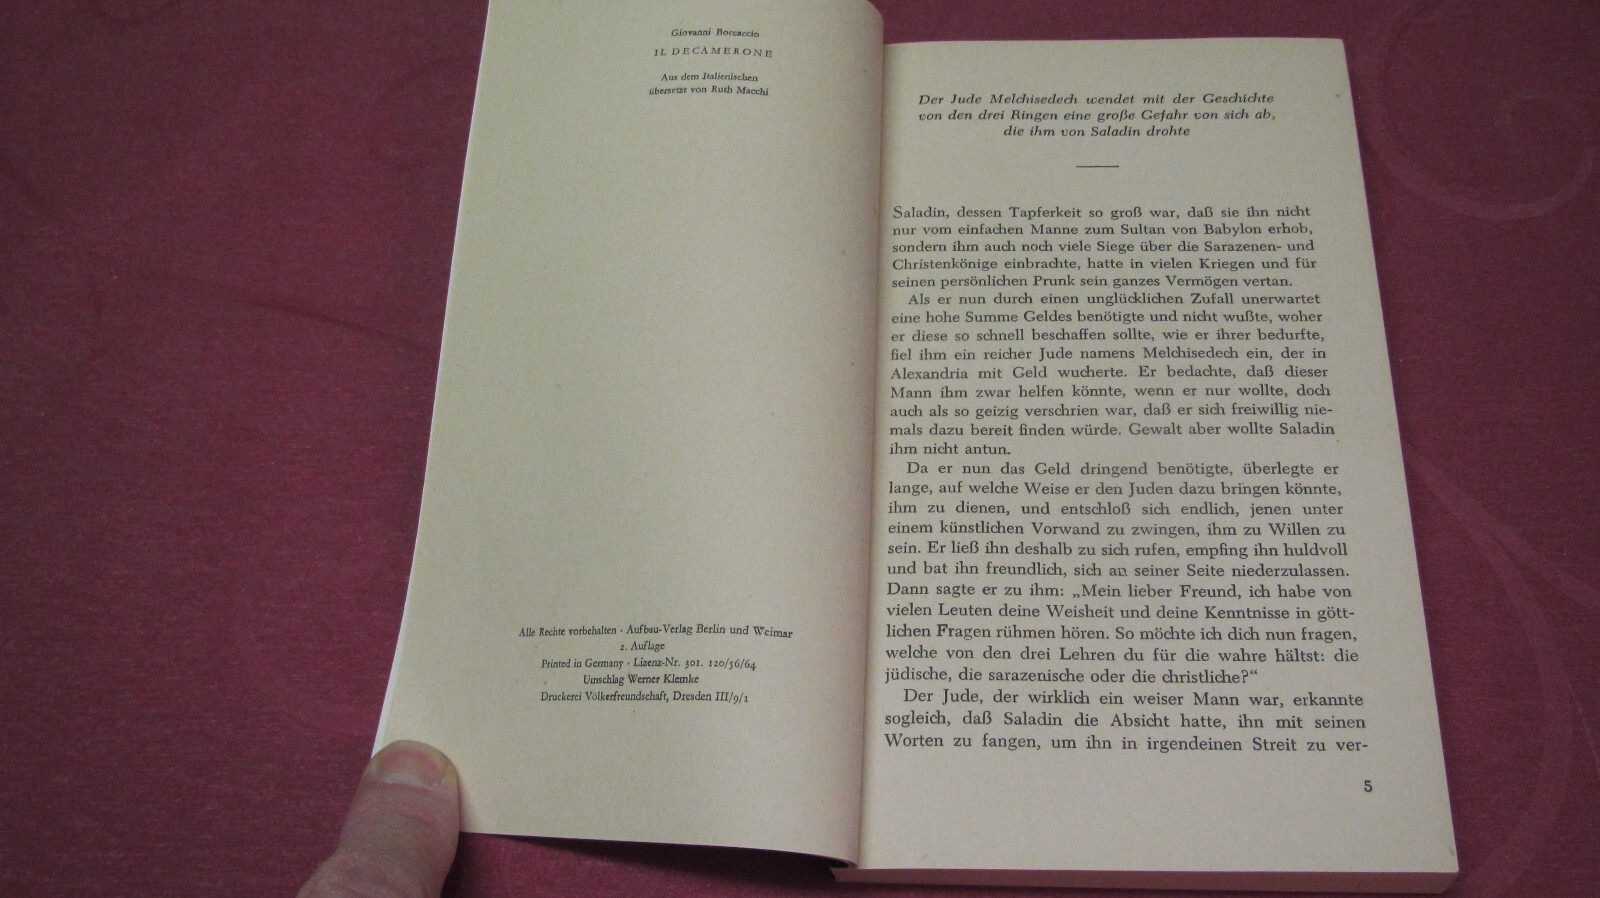 Giovanni Boccaccio
IL DECAMERONE
Aus dem Italienischen
übersetzt von Ruth Macchi
Alle Rechte vorbehalten · Aufbau-Verlag Berlin und Weimar
2. Auflage
Printed in Germany · Lizenz-Nr. 301. 120/56/64
Umschlag Werner Klemke
Druckerei Völkerfreundschaft, Dresden III/9/1
Der Jude Melchisedech wendet mit der Geschichte
von den drei Ringen eine große Gefahr von sich ab,
die ihm von Saladin drohte
Saladin, dessen Tapferkeit so groß war, daß sie ihn nicht
nur vom einfachen Manne zum Sultan von Babylon erhob,
sondern ihm auch noch viele Siege über die Sarazenen- und
Christenkönige einbrachte, hatte in vielen Kriegen und für
seinen persönlichen Prunk sein ganzes Vermögen vertan.
Als er nun durch einen unglücklichen Zufall unerwartet
eine hohe Summe Geldes benötigte und nicht wußte, woher
er diese so schnell beschaffen sollte, wie er ihrer bedurfte,
fiel ihm ein reicher Jude namens Melchisedech ein, der in
Alexandria mit Geld wucherte. Er bedachte, daß dieser
Mann ihm zwar helfen könnte, wenn er nur wollte, doch
auch als so geizig verschrien war, daß er sich freiwillig nie-
mals dazu bereit finden würde. Gewalt aber wollte Saladin
ihm nicht antun.
Da er nun das Geld dringend benötigte, überlegte er
lange, auf welche Weise er den Juden dazu bringen könnte,
ihm zu dienen, und entschloß sich endlich, jenen unter
einem künstlichen Vorwand zu zwingen, ihm zu Willen zu
sein. Er ließ ihn deshalb zu sich rufen, empfing ihn huldvoll
und bat ihn freundlich, sich an seiner Seite niederzulassen.
Dann sagte er zu ihm: „Mein lieber Freund, ich habe von
vielen Leuten deine Weisheit und deine Kenntnisse in gött-
lichen Fragen rühmen hören. So möchte ich dich nun fragen,
welche von den drei Lehren du für die wahre hältst: die
jüdische, die sarazenische oder die christliche?“
Der Jude, der wirklich ein weiser Mann war, erkannte
sogleich, daß Saladin die Absicht hatte, ihn mit seinen
Worten zu fangen, um ihn in irgendeinen Streit zu ver-
5